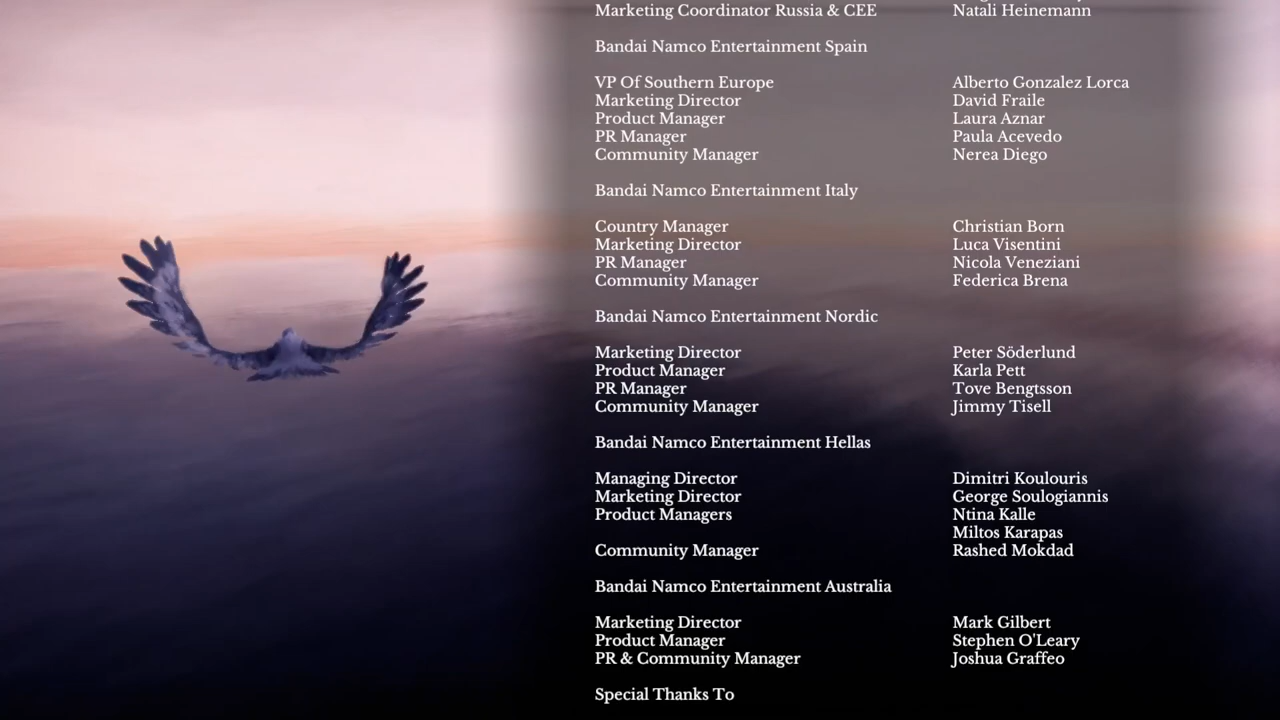 Marketing Coordinator Russia & CEE Natali Heinemann
Bandai Namco Entertainment Spain
VP Of Southern Europe Alberto Gonzalez Lorca
Marketing Director David Fraile
Product Manager Laura Aznar
PR Manager Paula Acevedo
Community Manager Nerea Diego
Bandai Namco Entertainment Italy
Country Manager Christian Born
Marketing Director Luca Visentini
PR Manager Nicola Veneziani
Community Manager Federica Brena
Bandai Namco Entertainment Nordic
Marketing Director Peter Söderlund
Product Manager Karla Pett
PR Manager Tove Bengtsson
Community Manager Jimmy Tisell
Bandai Namco Entertainment Hellas
Managing Director Dimitri Koulouris
Marketing Director George Soulogiannis
Product Managers Ntina Kalle
Miltos Karapas
Community Manager Rashed Mokdad
Bandai Namco Entertainment Australia
Marketing Director Mark Gilbert
Product Manager Stephen O'Leary
PR & Community Manager Joshua Graffeo
Special Thanks To